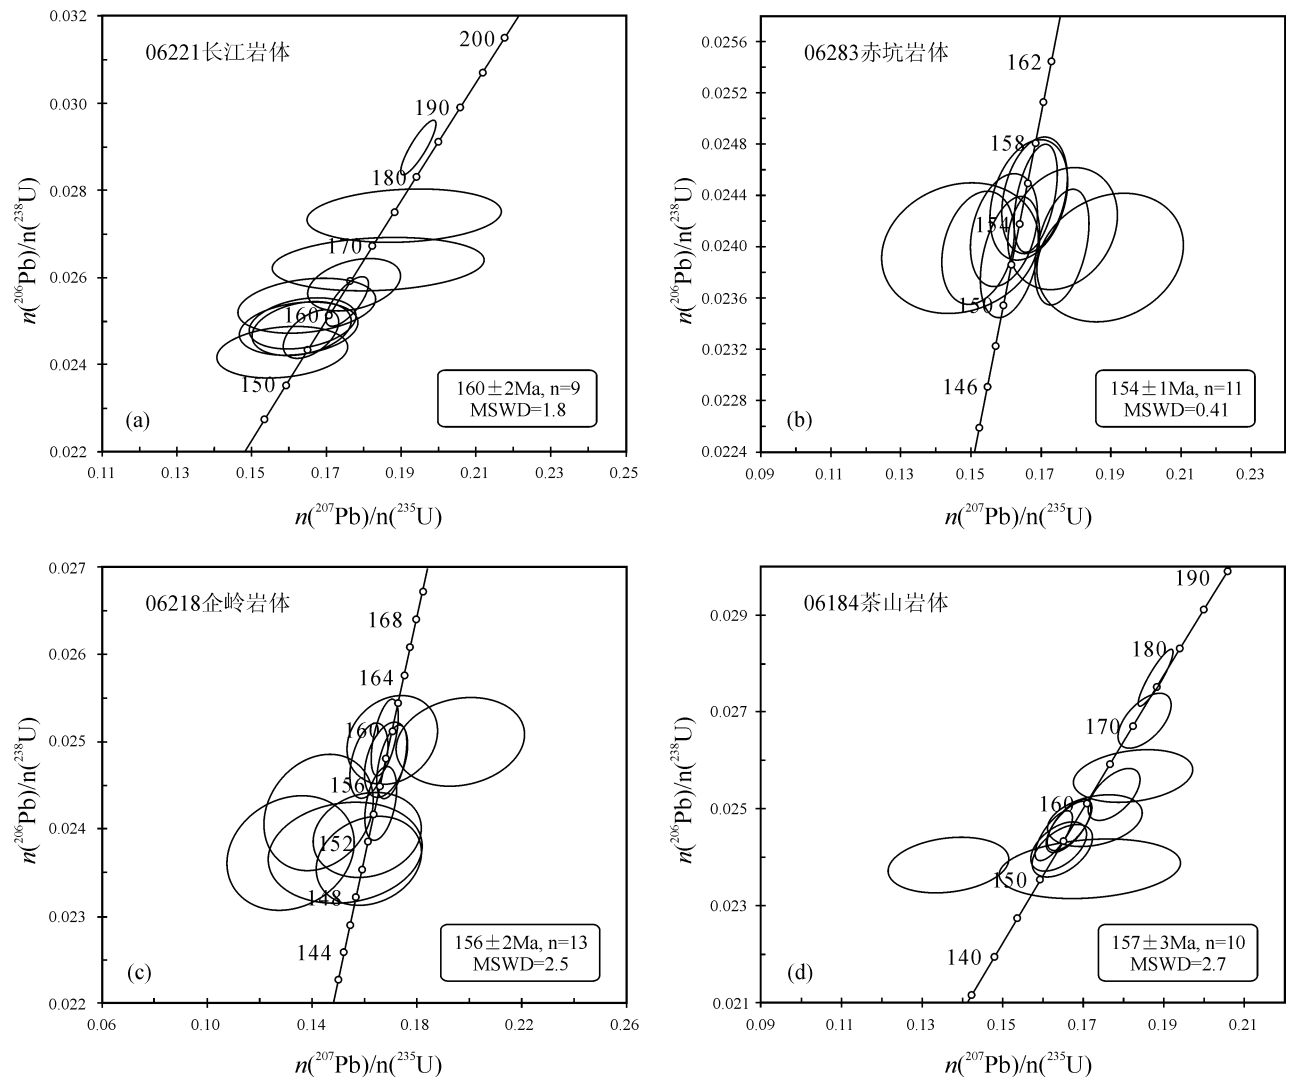 06221长江岩体
n(²⁰⁶Pb)/n(²³⁸U)
0.032
0.030
0.028
0.026
0.024
0.022
200
190
180
170
160
150
160±2Ma, n=9
MSWD=1.8
(a)
0.11 0.13 0.15 0.17 0.19 0.21 0.23 0.25
n(²⁰⁷Pb)/n(²³⁵U)
06283赤坑岩体
n(²⁰⁶Pb)/n(²³⁸U)
0.0256
0.0252
0.0248
0.0244
0.0240
0.0236
0.0232
0.0228
0.0224
162
158
154
150
146
154±1Ma, n=11
MSWD=0.41
(b)
0.09 0.11 0.13 0.15 0.17 0.19 0.21 0.23
n(²⁰⁷Pb)/n(²³⁵U)
06218企岭岩体
n(²⁰⁶Pb)/n(²³⁸U)
0.027
0.026
0.025
0.024
0.023
0.022
168
164
160
156
152
148
144
156±2Ma, n=13
MSWD=2.5
(c)
0.06 0.10 0.14 0.18 0.22 0.26
n(²⁰⁷Pb)/n(²³⁵U)
06184茶山岩体
n(²⁰⁶Pb)/n(²³⁸U)
0.029
0.027
0.025
0.023
0.021
190
180
170
160
150
140
157±3Ma, n=10
MSWD=2.7
(d)
0.09 0.11 0.13 0.15 0.17 0.19 0.21
n(²⁰⁷Pb)/n(²³⁵U)